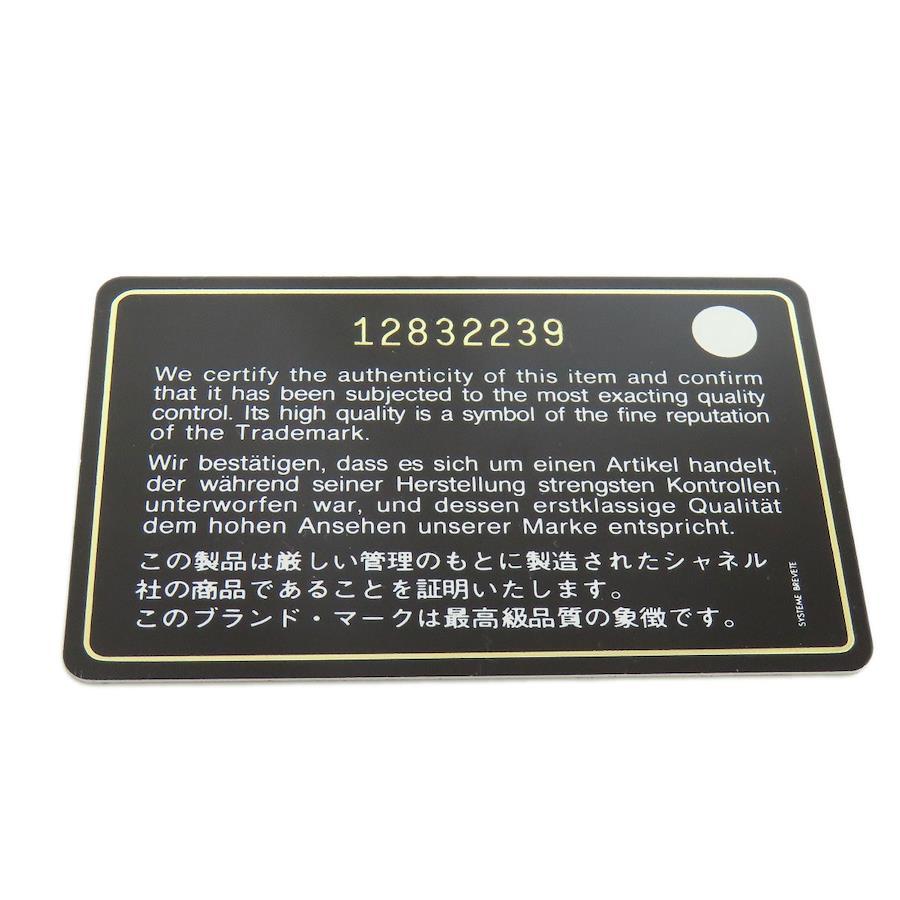 12832239
We certify the authenticity of this item and confirm
that it has been subjected to the most exacting quality
control. Its high quality is a symbol of the fine reputation
of the Trademark.
Wir bestätigen, dass es sich um einen Artikel handelt,
der während seiner Herstellung strengsten Kontrollen
unterworfen war, und dessen erstklassige Qualität
dem hohen Ansehen unserer Marke entspricht.
この製品は厳しい管理のもとに製造されたシャネル
社の商品であることを証明いたします。
このブランド・マークは最高級品質の象徴です。
SYSTEME BREVETE